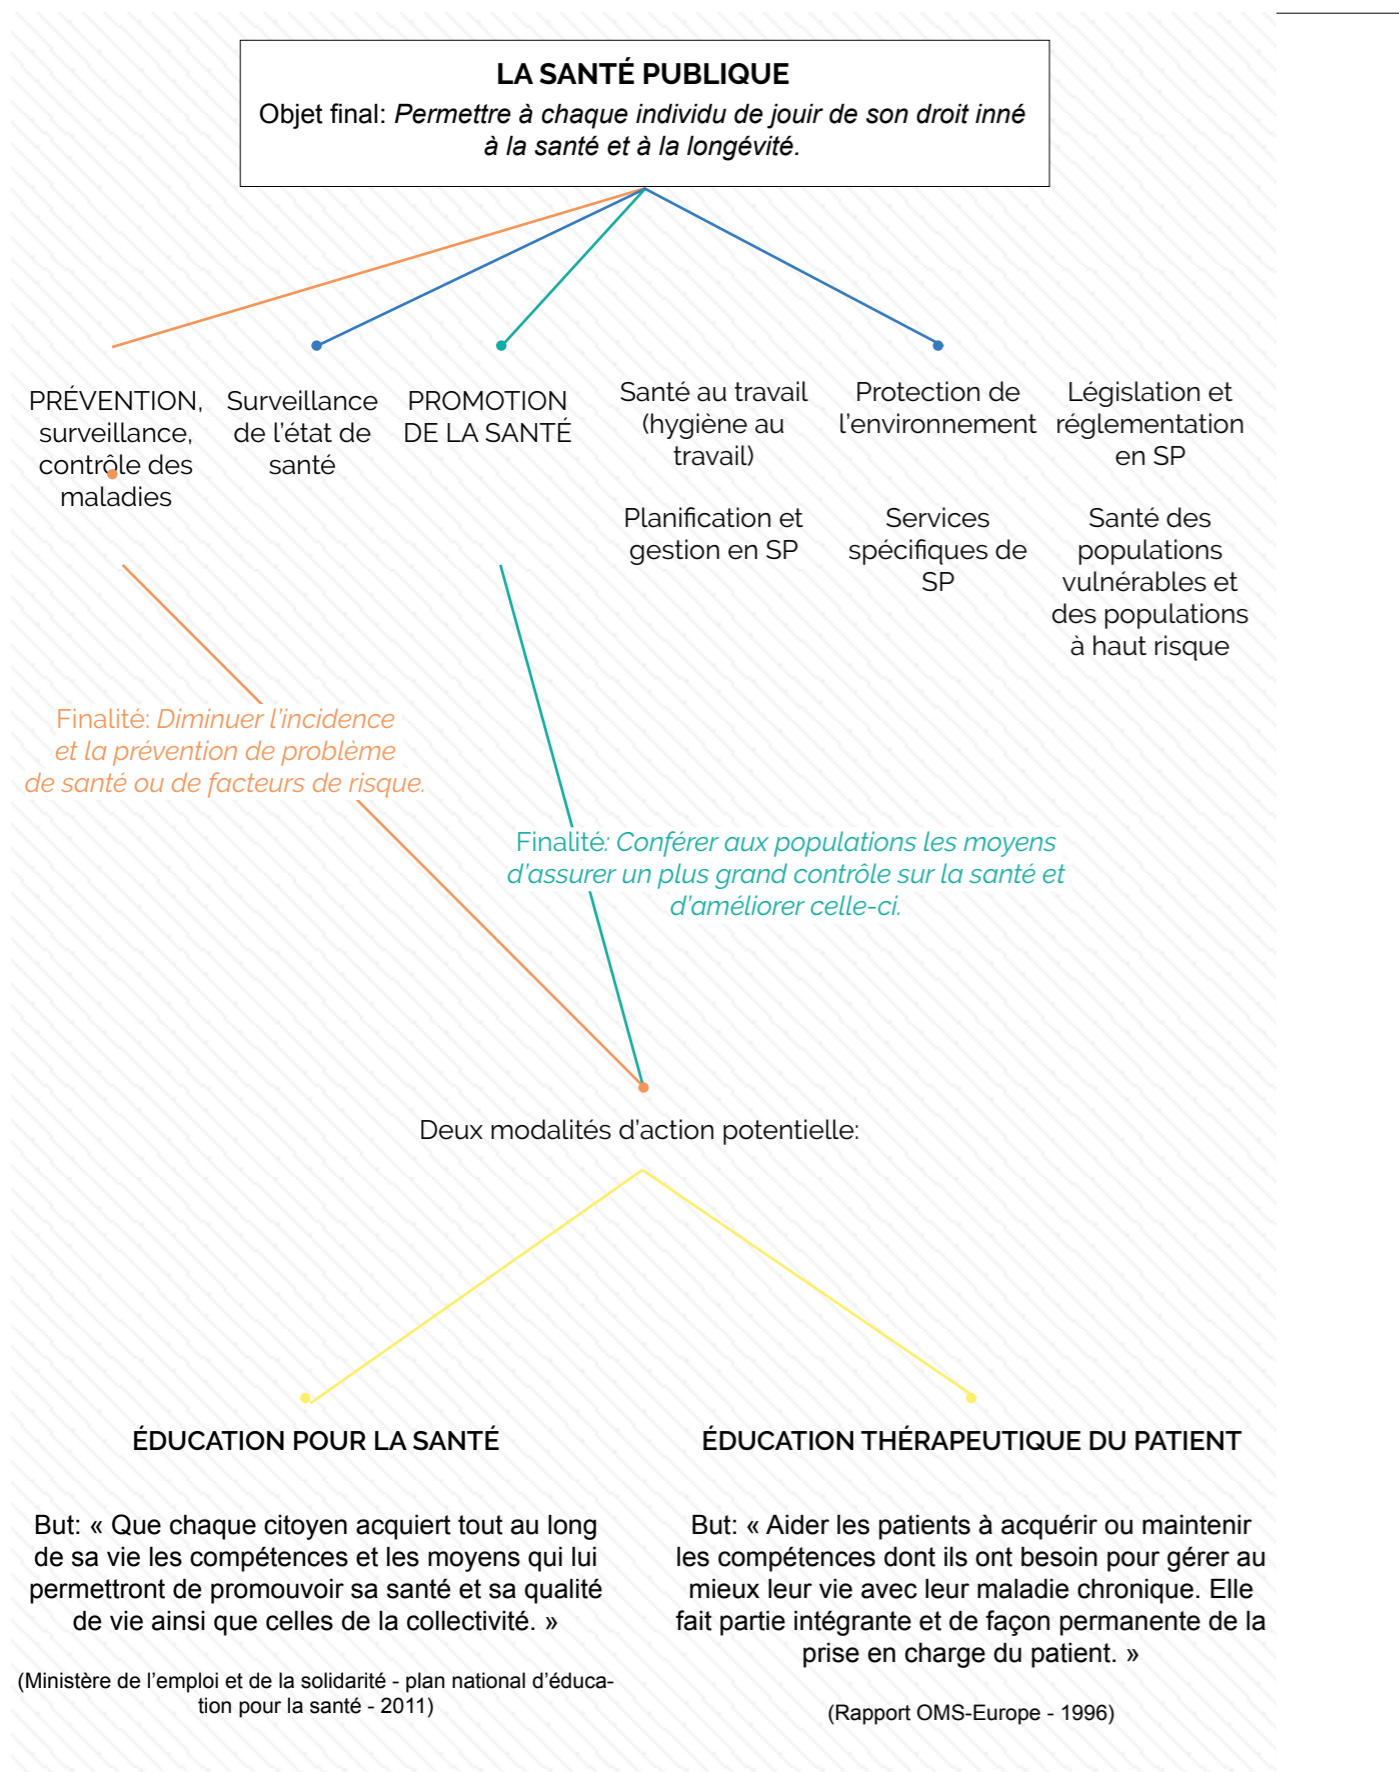 LA SANTÉ PUBLIQUE
Objet final: Permettre à chaque individu de jouir de son droit inné
à la santé et à la longévité.
PRÉVENTION,
surveillance,
contrôle des
maladies
Surveillance
de l'état de
santé
PROMOTION
DE LA SANTÉ
Santé au travail
(hygiène au
travail)
Protection de
l'environnement
Législation et
réglementation
en SP
Planification et
gestion en SP
Services
spécifiques de
SP
Santé des
populations
vulnérables et
des populations
à haut risque
Finalité: Diminuer l'incidence
et la prévention de problème
de santé ou de facteurs de risque.
Finalité: Conférer aux populations les moyens
d'assurer un plus grand contrôle sur la santé et
d'améliorer celle-ci.
Deux modalités d'action potentielle:
ÉDUCATION POUR LA SANTÉ
But: « Que chaque citoyen acquiert tout au long
de sa vie les compétences et les moyens qui lui
permettront de promouvoir sa santé et sa qualité
de vie ainsi que celles de la collectivité. »
(Ministère de l'emploi et de la solidarité - plan national d'éduca-
tion pour la santé - 2011)
ÉDUCATION THÉRAPEUTIQUE DU PATIENT
But: « Aider les patients à acquérir ou maintenir
les compétences dont ils ont besoin pour gérer au
mieux leur vie avec leur maladie chronique. Elle
fait partie intégrante et de façon permanente de la
prise en charge du patient. »
(Rapport OMS-Europe - 1996)